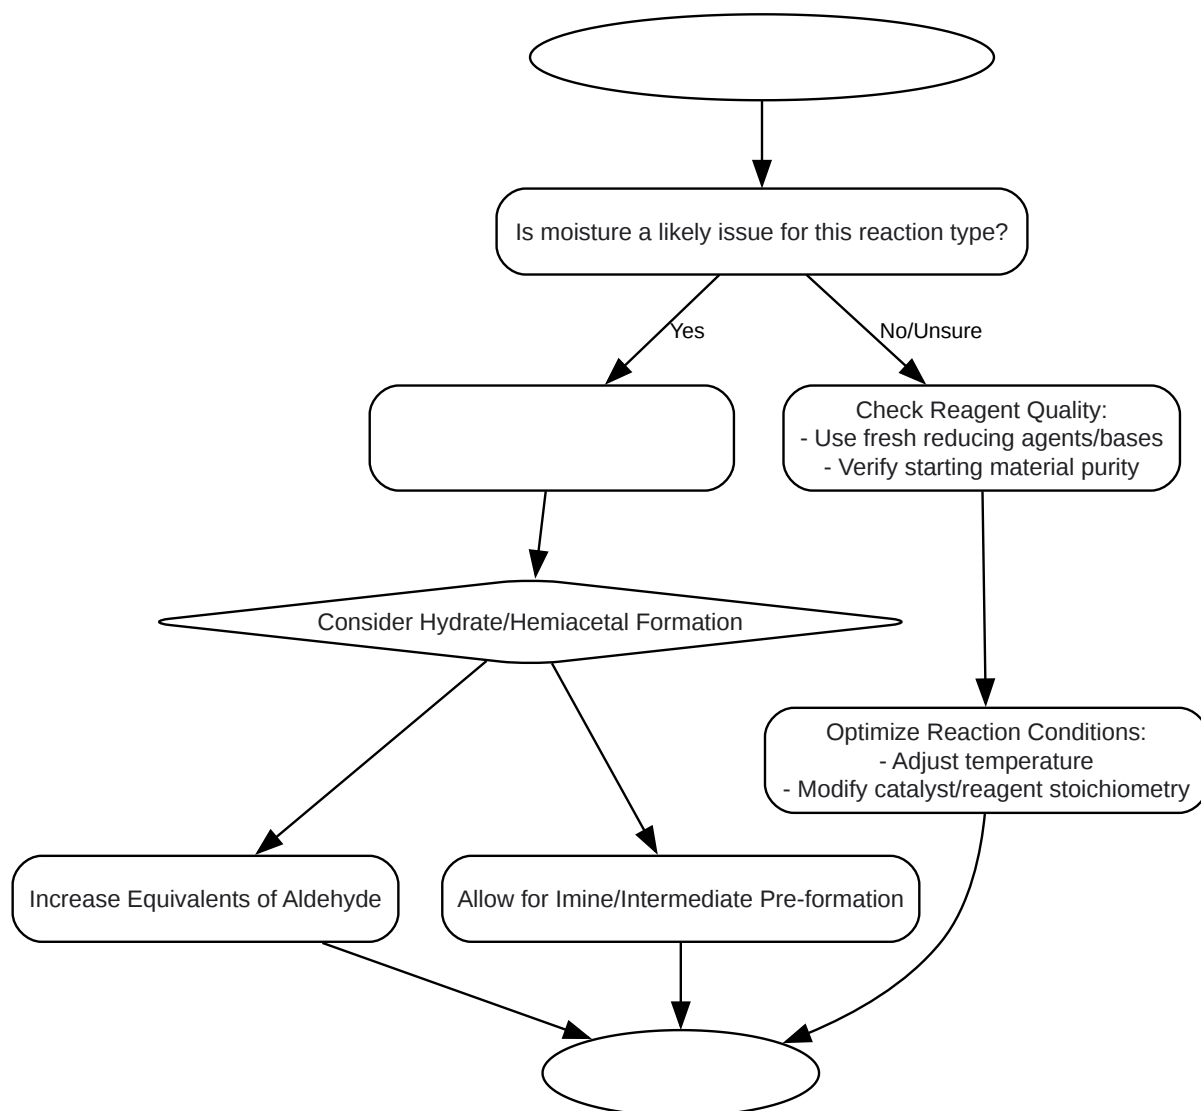 Is moisture a likely issue for this reaction type?
Yes
No/Unsure
Check Reagent Quality:
- Use fresh reducing agents/bases
- Verify starting material purity
Consider Hydrate/Hemiacetal Formation
Optimize Reaction Conditions:
- Adjust temperature
- Modify catalyst/reagent stoichiometry
Increase Equivalents of Aldehyde
Allow for Imine/Intermediate Pre-formation